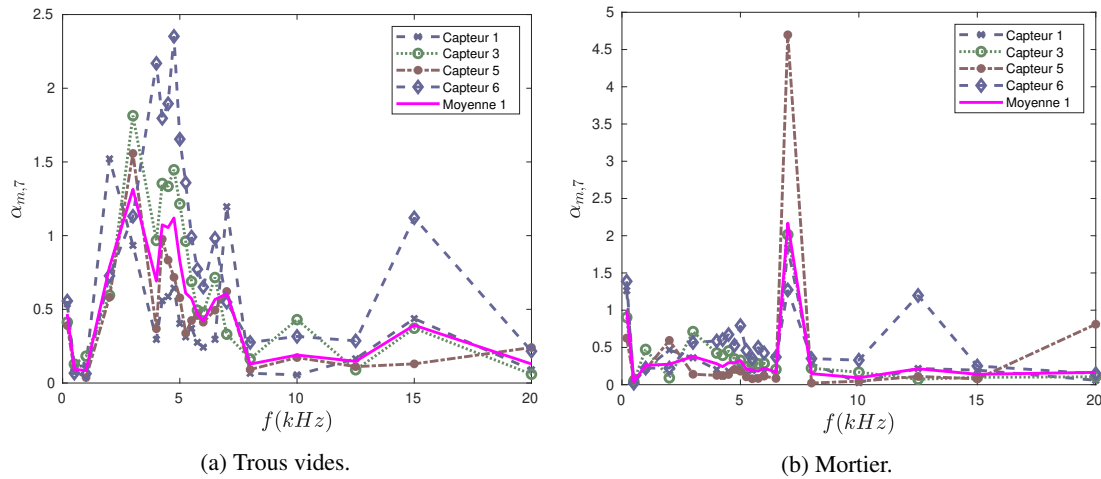 2.5
2
1.5
1
0.5
0
0
5
10
15
20
α_{m,7}
f(kHz)
Capteur 1
Capteur 3
Capteur 5
Capteur 6
Moyenne 1
(a) Trous vides.
5
4.5
4
3.5
3
2.5
2
1.5
1
0.5
0
0
5
10
15
20
α_{m,7}
f(kHz)
Capteur 1
Capteur 3
Capteur 5
Capteur 6
Moyenne 1
(b) Mortier.